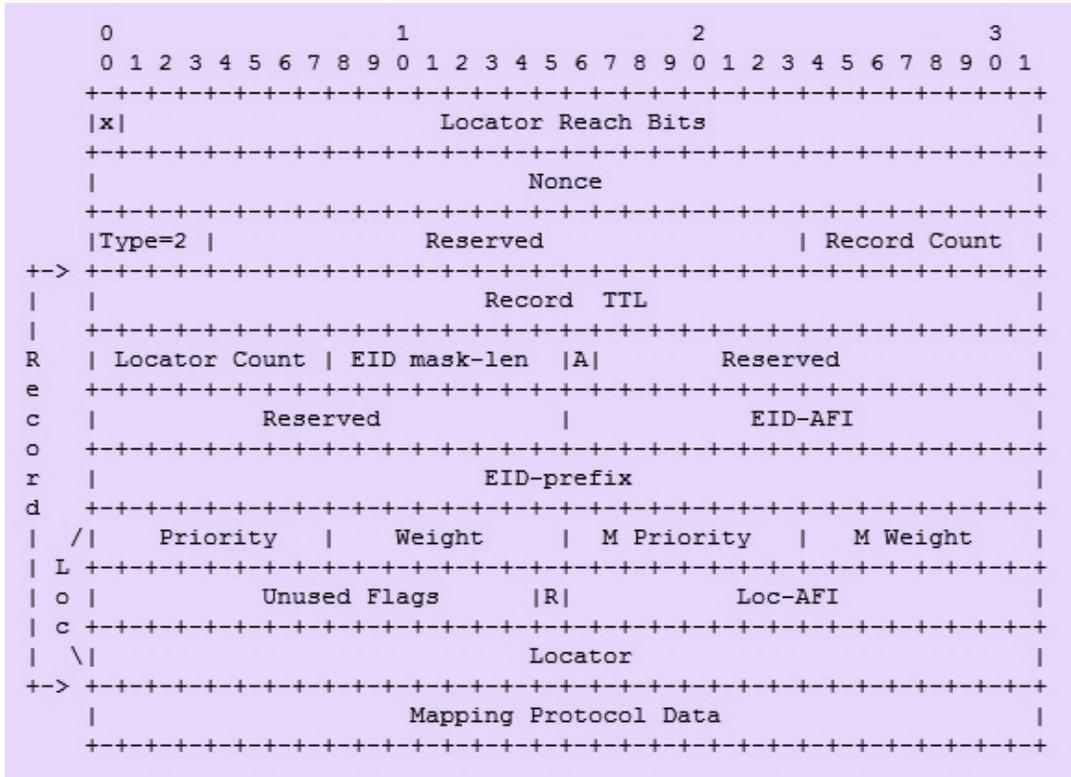 0                   1                   2                   3
        0 1 2 3 4 5 6 7 8 9 0 1 2 3 4 5 6 7 8 9 0 1 2 3 4 5 6 7 8 9 0 1
       +-+-+-+-+-+-+-+-+-+-+-+-+-+-+-+-+-+-+-+-+-+-+-+-+-+-+-+-+-+-+-+-+
       |x|                     Locator Reach Bits                      |
       +-+-+-+-+-+-+-+-+-+-+-+-+-+-+-+-+-+-+-+-+-+-+-+-+-+-+-+-+-+-+-+-+
       |                             Nonce                             |
       +-+-+-+-+-+-+-+-+-+-+-+-+-+-+-+-+-+-+-+-+-+-+-+-+-+-+-+-+-+-+-+-+
       |Type=2 |              Reserved                 | Record Count  |
   +-> +-+-+-+-+-+-+-+-+-+-+-+-+-+-+-+-+-+-+-+-+-+-+-+-+-+-+-+-+-+-+-+-+
   |   |                          Record  TTL                          |
   |   +-+-+-+-+-+-+-+-+-+-+-+-+-+-+-+-+-+-+-+-+-+-+-+-+-+-+-+-+-+-+-+-+
   R   | Locator Count | EID mask-len  |A|        Reserved             |
   e   +-+-+-+-+-+-+-+-+-+-+-+-+-+-+-+-+-+-+-+-+-+-+-+-+-+-+-+-+-+-+-+-+
   c   |           Reserved            |            EID-AFI            |
   o   +-+-+-+-+-+-+-+-+-+-+-+-+-+-+-+-+-+-+-+-+-+-+-+-+-+-+-+-+-+-+-+-+
   r   |                          EID-prefix                           |
   d   +-+-+-+-+-+-+-+-+-+-+-+-+-+-+-+-+-+-+-+-+-+-+-+-+-+-+-+-+-+-+-+-+
   |  /|    Priority   |    Weight     |  M Priority   |   M Weight    |
   | L +-+-+-+-+-+-+-+-+-+-+-+-+-+-+-+-+-+-+-+-+-+-+-+-+-+-+-+-+-+-+-+-+
   | o |           Unused Flags      |R|           Loc-AFI             |
   | c +-+-+-+-+-+-+-+-+-+-+-+-+-+-+-+-+-+-+-+-+-+-+-+-+-+-+-+-+-+-+-+-+
   |  \|                             Locator                           |
   +-> +-+-+-+-+-+-+-+-+-+-+-+-+-+-+-+-+-+-+-+-+-+-+-+-+-+-+-+-+-+-+-+-+
       |                     Mapping Protocol Data                     |
       +-+-+-+-+-+-+-+-+-+-+-+-+-+-+-+-+-+-+-+-+-+-+-+-+-+-+-+-+-+-+-+-+